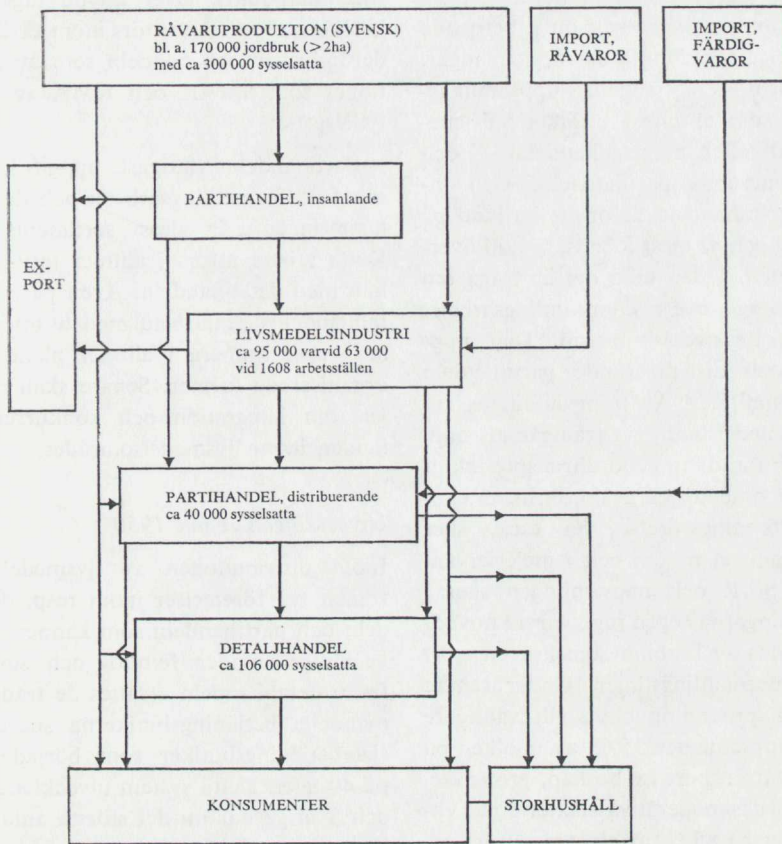 RÅVARUPRODUKTION (SVENSK)
bl. a. 170 000 jordbruk (>2ha)
med ca 300 000 sysselsatta
IMPORT,
RÅVAROR
IMPORT,
FÄRDIG-
VAROR
PARTIHANDEL, insamlande
EX-
PORT
LIVSMEDELSINDUSTRI
ca 95 000 varvid 63 000
vid 1608 arbetsställen
PARTIHANDEL, distribuerande
ca 40 000 sysselsatta
DETALJHANDEL
ca 106 000 sysselsatta
KONSUMENTER
STORHUSHÅLL